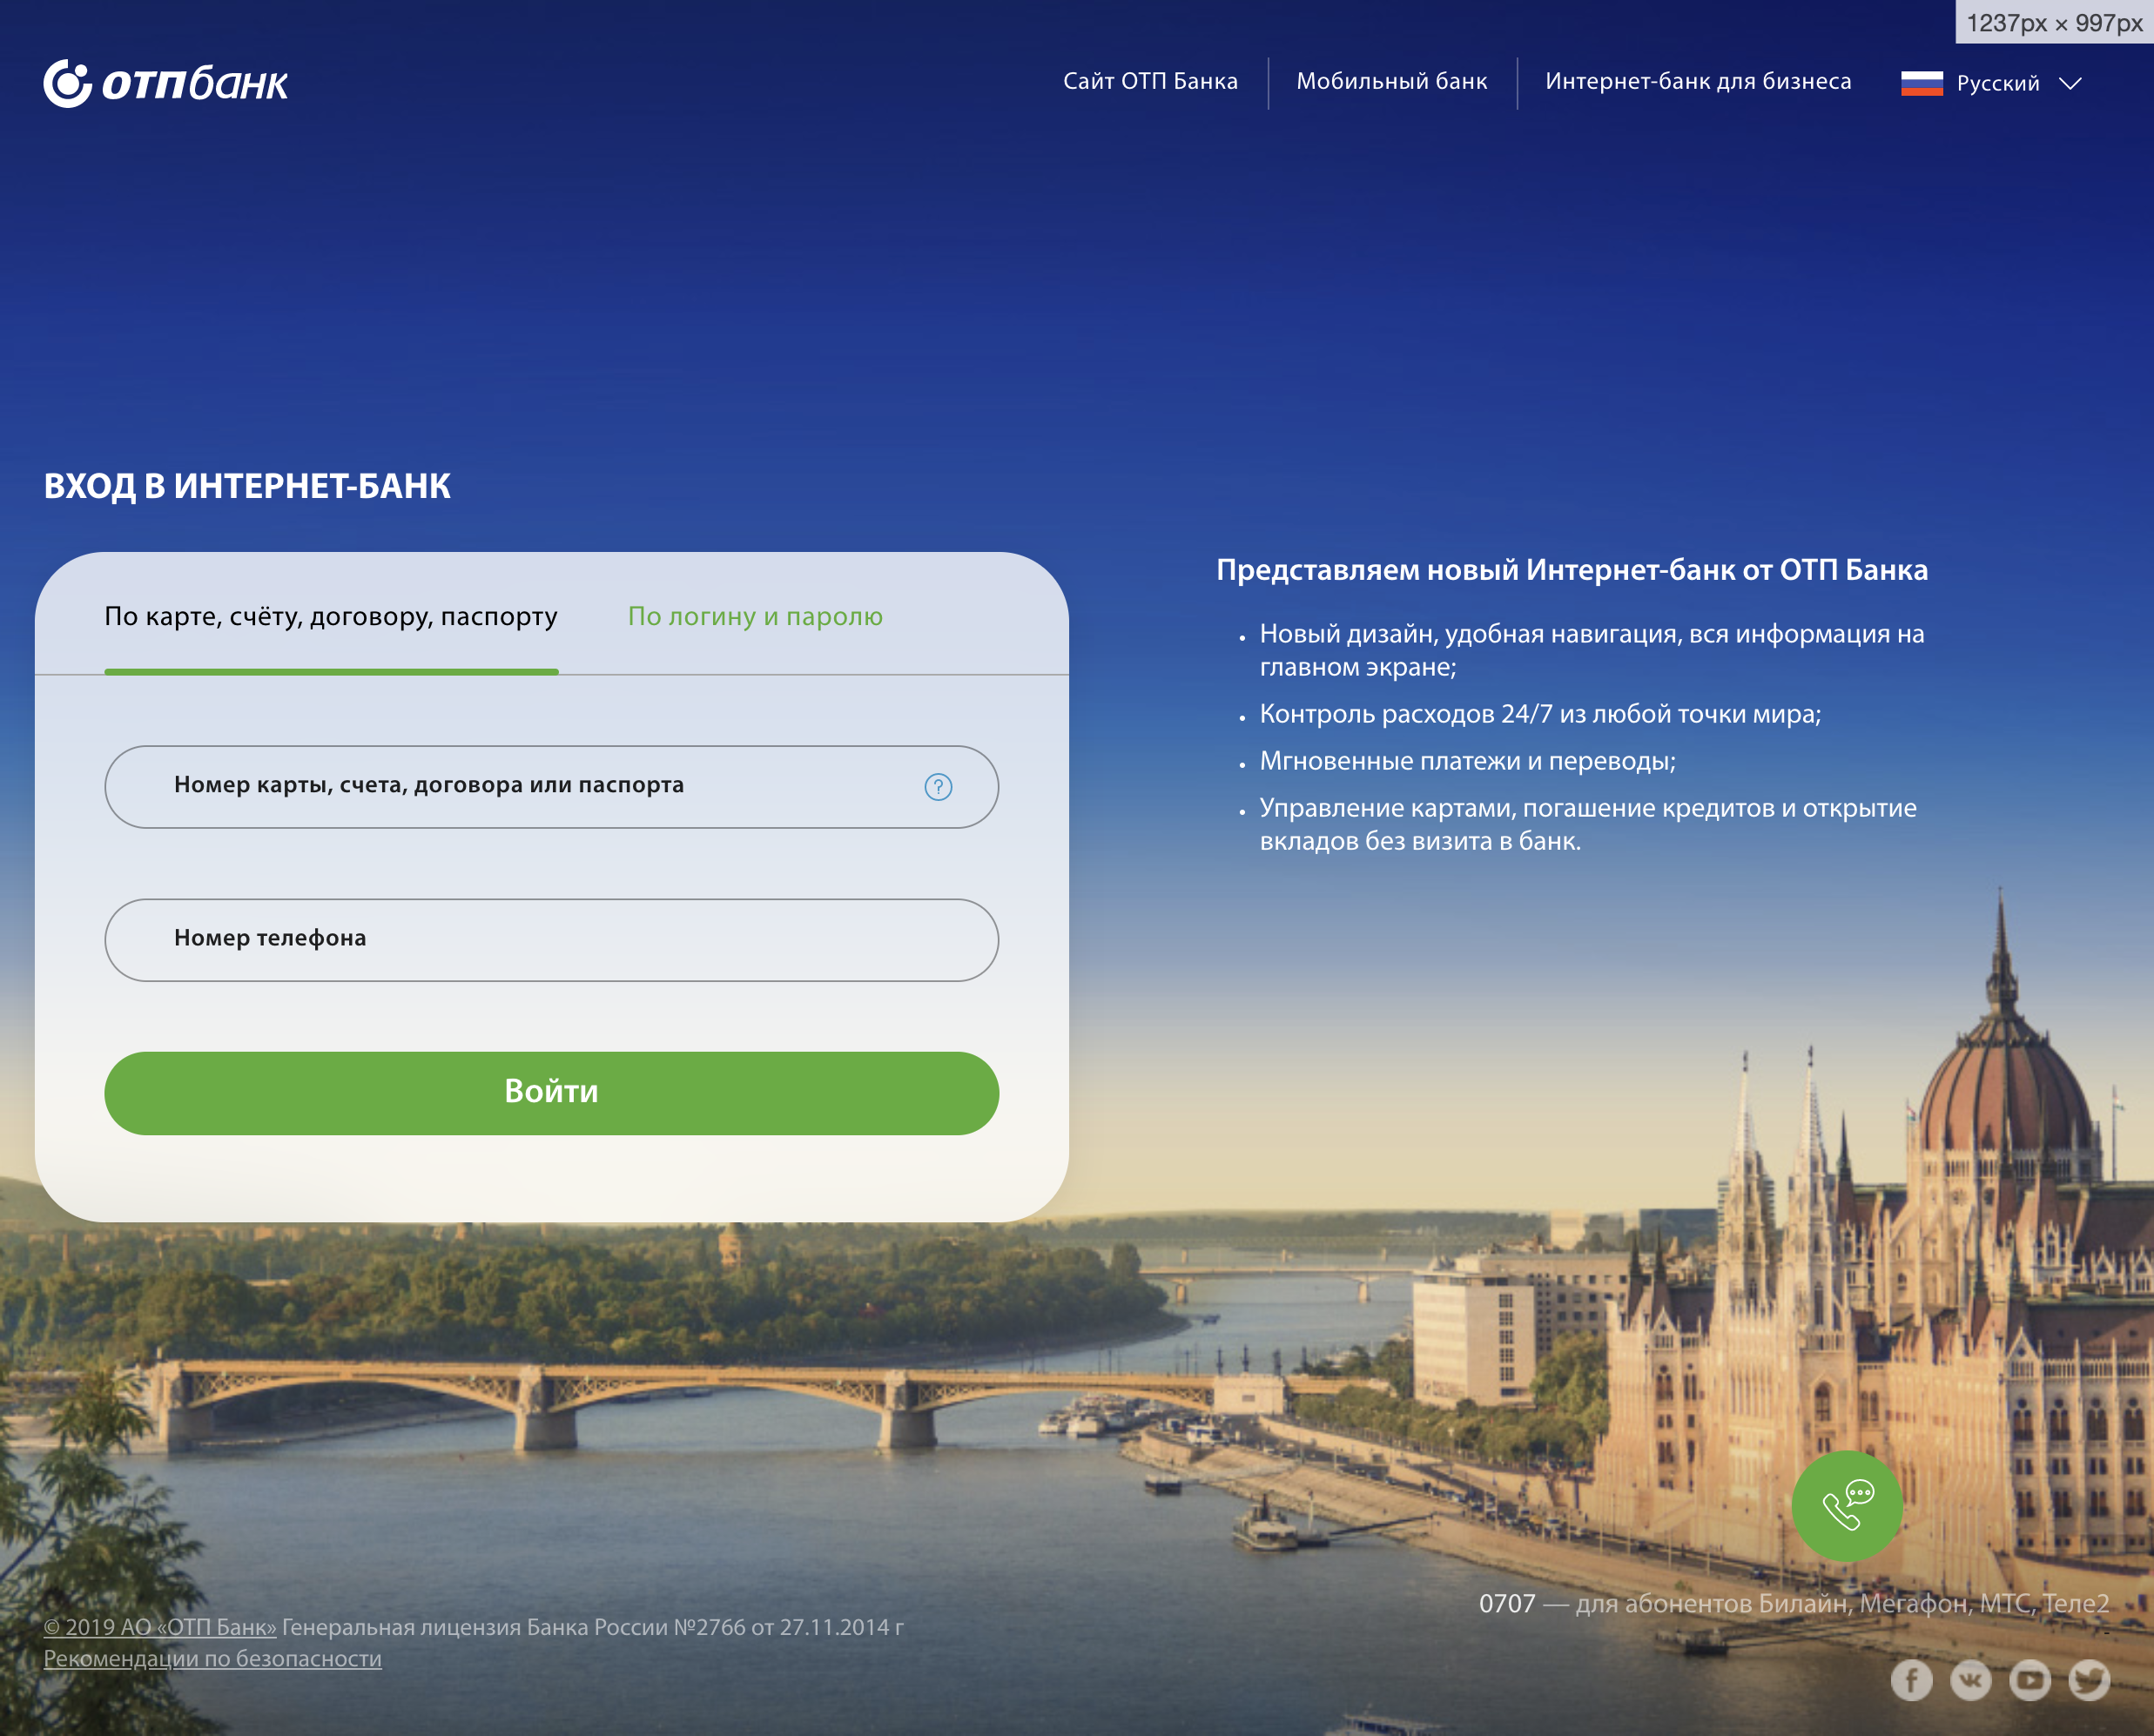 1237px × 997px
отпбанк
Сайт ОТП Банка
Мобильный банк
Интернет-банк для бизнеса
Русский
ВХОД В ИНТЕРНЕТ-БАНК
По карте, счёту, договору, паспорту
По логину и паролю
Номер карты, счета, договора или паспорта
?
Номер телефона
Войти
Представляем новый Интернет-банк от ОТП Банка
• Новый дизайн, удобная навигация, вся информация на
главном экране;
• Контроль расходов 24/7 из любой точки мира;
• Мгновенные платежи и переводы;
• Управление картами, погашение кредитов и открытие
вкладов без визита в банк.
0707 — для абонентов Билайн, Мегафон, МТС, Теле2
-
© 2019 АО «ОТП Банк» Генеральная лицензия Банка России №2766 от 27.11.2014 г
Рекомендации по безопасности